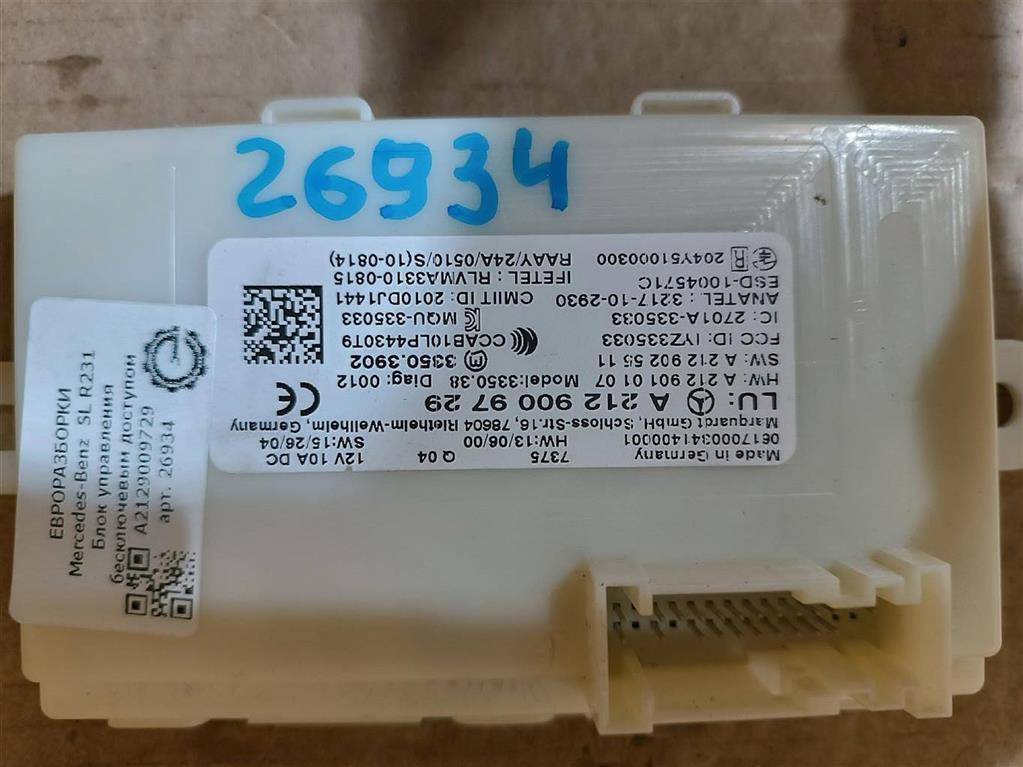 26934
Made in Germany 7375 Q 04 12V 10A DC
0617000341400001 HW:13/06/00 SW:15/26/04
Marquardt GmbH, Schloss-Str.16, 78604 Rietheim-Weilheim, Germany
LU: A 212 900 97 29 CE
HW: A 212 901 01 07 Model:3350.38 Diag: 0012
SW: A 212 902 55 11 3350.3902
FCC ID: IYZ335033 CCAB10LP4430T9
IC: 2701A-335033 MQU-335033
ANATEL: 3217-10-2930 CMIIT ID: 2010DJ1441
ESD-1004571C IFETEL: RLVMA3310-0815
204Y51000300 RAAY/24A/0510/S(10-0814)
ЕВРОРАЗБОРКИ
Mercedes-Benz SL R231
Блок управления
бесключевым доступом
A2129009729
арт. 26934